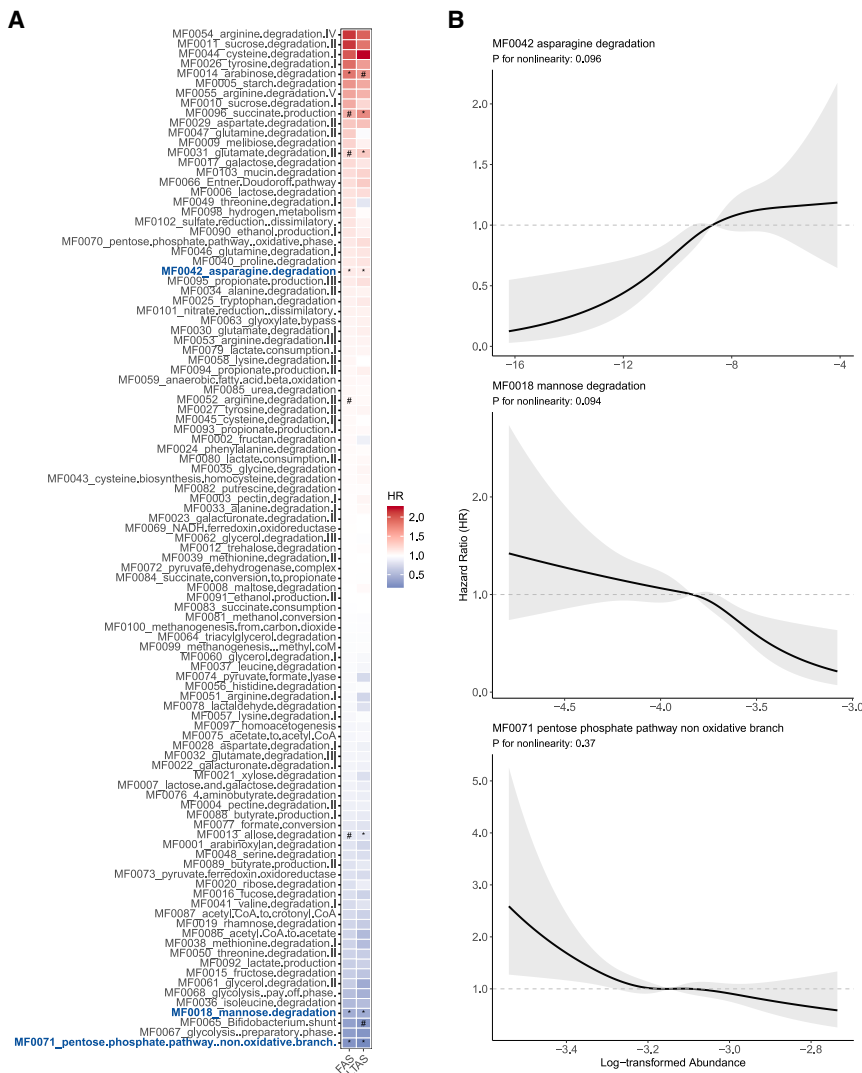 A
MF0054_arginine.degradation.IV
MF0011_sucrose.degradation.II
MF0044_cysteine.degradation.I
MF0026_tyrosine.degradation.I
MF0014_arabinose.degradation * #
MF0005_starch.degradation
MF0055_arginine.degradation.V
MF0010_sucrose.degradation.I
MF0096_succinate.production # *
MF0029_aspartate.degradation.II
MF0047_glutamine.degradation.II
MF0009_melibiose.degradation
MF0031_glutamate.degradation.II # *
MF0017_galactose.degradation
MF0103_mucin.degradation
MF0066_Entner.Doudoroff.pathway
MF0006_lactose.degradation
MF0049_threonine.degradation.I
MF0098_hydrogen.metabolism
MF0102_sulfate.reduction..dissimilatory.
MF0090_ethanol.production.I
MF0070_pentose.phosphate.pathway..oxidative.phase.
MF0046_glutamine.degradation.I
MF0040_proline.degradation
MF0042_asparagine.degradation * *
MF0095_propionate.production.III
MF0034_alanine.degradation.II
MF0025_tryptophan.degradation
MF0101_nitrate.reduction..dissimilatory.
MF0063_glyoxylate.bypass
MF0030_glutamate.degradation.I
MF0053_arginine.degradation.III
MF0079_lactate.consumption.I
MF0058_lysine.degradation.II
MF0094_propionate.production.II
MF0059_anaerobic.fatty.acid.beta.oxidation
MF0085_urea.degradation
MF0052_arginine.degradation.II #
MF0027_tyrosine.degradation.II
MF0045_cysteine.degradation.II
MF0093_propionate.production.I
MF0002_fructan.degradation
MF0024_phenylalanine.degradation
MF0080_lactate.consumption.II
MF0035_glycine.degradation
MF0043_cysteine.biosynthesis_homocysteine.degradation
MF0082_putrescine.degradation
MF0003_pectin.degradation.I
MF0033_alanine.degradation.I
MF0023_galacturonate.degradation.II
MF0069_NADH.ferredoxin.oxidoreductase
MF0062_glycerol.degradation.III
MF0012_trehalose.degradation
MF0039_methionine.degradation.II
MF0072_pyruvate.dehydrogenase.complex
MF0084_succinate.conversion.to.propionate
MF0008_maltose.degradation
MF0091_ethanol.production.II
MF0083_succinate.consumption
MF0081_methanol.conversion
MF0100_methanogenesis.from.carbon.dioxide
MF0064_triacylglycerol.degradation
MF0099_methanogenesis...methyl.coM
MF0060_glycerol.degradation.I
MF0037_leucine.degradation
MF0074_pyruvate.formate.lyase
MF0056_histidine.degradation
MF0051_arginine.degradation.I
MF0078_lactaldehyde.degradation
MF0057_lysine.degradation.I
MF0097_homoacetogenesis
MF0075_acetate.to.acetyl.CoA
MF0028_aspartate.degradation.I
MF0032_glutamate.degradation.III
MF0022_galacturonate.degradation.I
MF0021_xylose.degradation
MF0007_lactose.and.galactose.degradation
MF0076_4.aminobutyrate.degradation
MF0004_pectine.degradation.II
MF0088_butyrate.production.I
MF0077_formate.conversion
MF0013_allose.degradation # *
MF0001_arabinoxylan.degradation
MF0048_serine.degradation
MF0089_butyrate.production.II
MF0073_pyruvate.ferredoxin.oxidoreductase
MF0020_ribose.degradation
MF0016_fucose.degradation
MF0041_valine.degradation.I
MF0087_acetyl.CoA.to.crotonyl.CoA
MF0019_rhamnose.degradation
MF0086_acetyl.CoA.to.acetate
MF0038_methionine.degradation.I
MF0050_threonine.degradation.II
MF0092_lactate.production
MF0015_fructose.degradation
MF0061_glycerol.degradation.II
MF0068_glycolysis..pay.off.phase.
MF0036_isoleucine.degradation
MF0018_mannose.degradation * *
MF0065_Bifidobacterium.shunt #
MF0067_glycolysis..preparatory.phase.
MF0071_pentose.phosphate.pathway..non.oxidative.branch. * *
FAS
TAS
HR
2.0
1.5
1.0
0.5
B
MF0042 asparagine degradation
P for nonlinearity: 0.096
2.0
1.5
1.0
0.5
0.0
−16 −12 −8 −4
MF0018 mannose degradation
P for nonlinearity: 0.094
2.0
1.0
0.0
−4.5 −4.0 −3.5 −3.0
Hazard Ratio (HR)
MF0071 pentose phosphate pathway non oxidative branch
P for nonlinearity: 0.37
5.0
4.0
3.0
2.0
1.0
−3.4 −3.2 −3.0 −2.8
Log−transformed Abundance